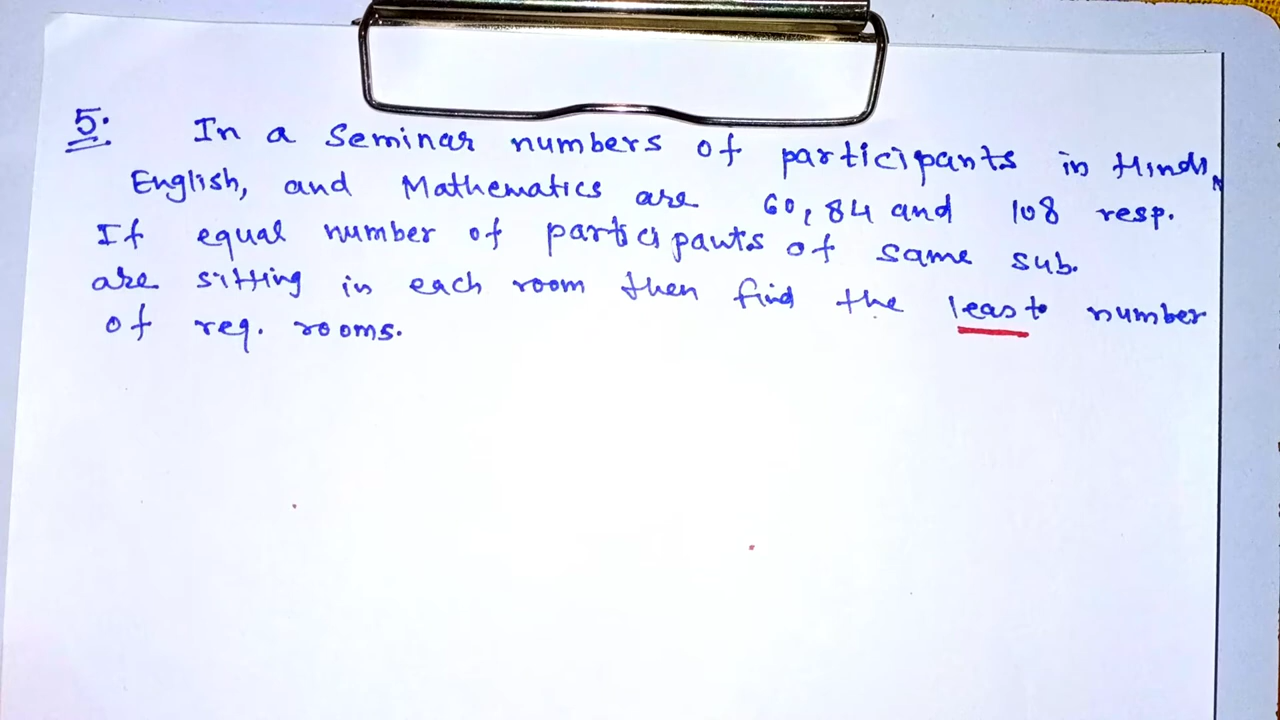 5. In a Seminar numbers of participants in Hindi,
English, and Mathematics are 60, 84 and 108 resp.
If equal number of participants of same sub.
are sitting in each room then find the least number
of req. rooms.